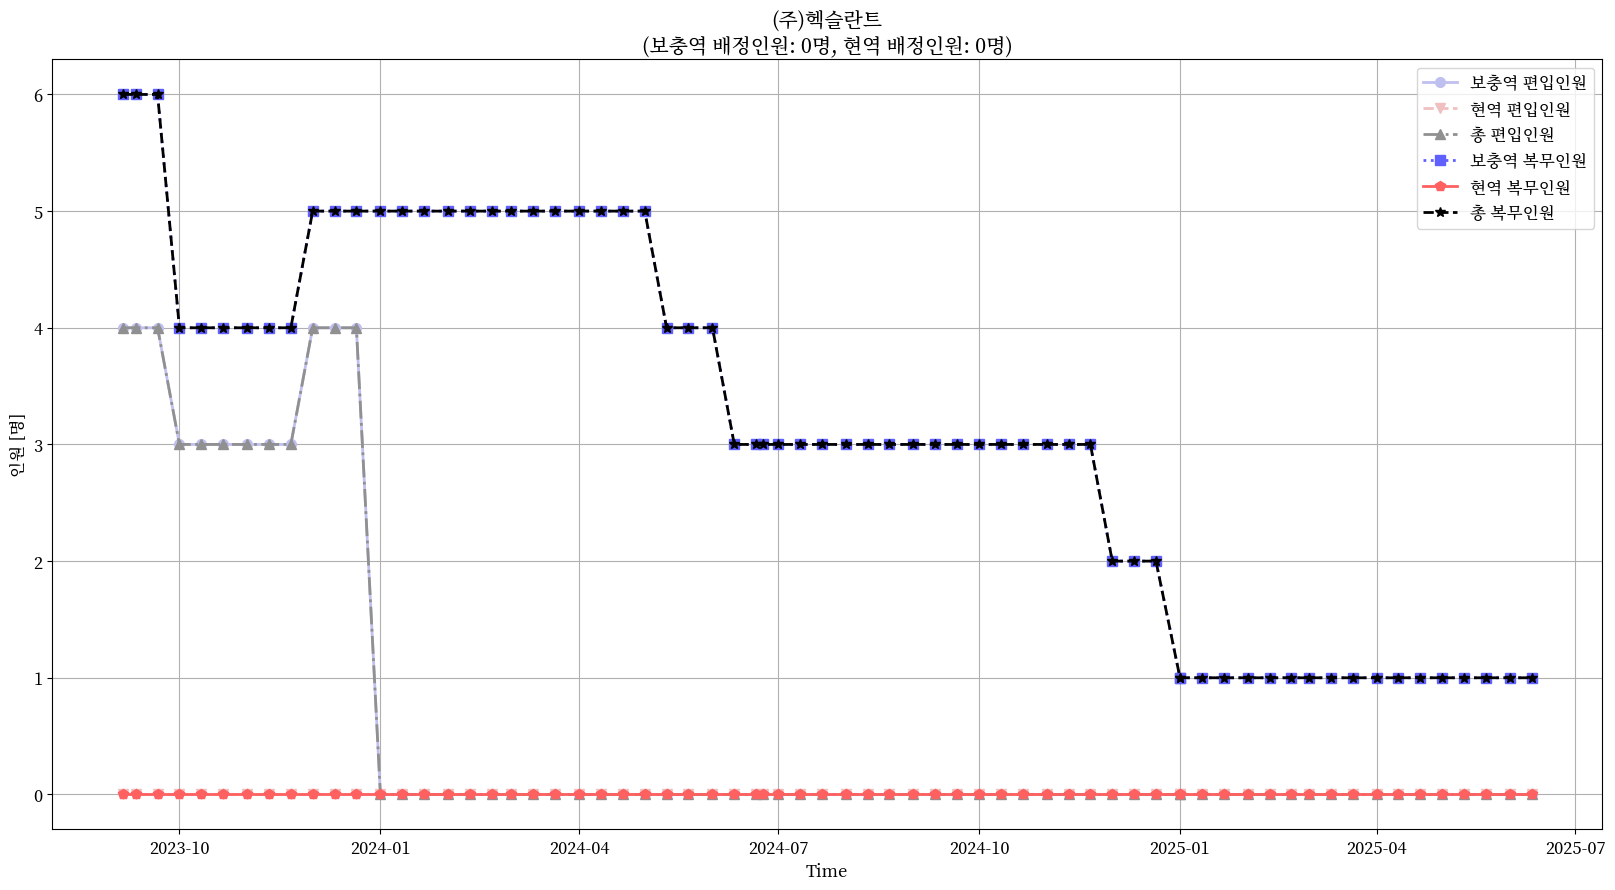 (주)헥슬란트
(보충역 배정인원: 0명, 현역 배정인원: 0명)
보충역 편입인원
현역 편입인원
총 편입인원
보충역 복무인원
현역 복무인원
총 복무인원
인원 [명]
6
5
4
3
2
1
0
2023-10
2024-01
2024-04
2024-07
2024-10
2025-01
2025-04
2025-07
Time